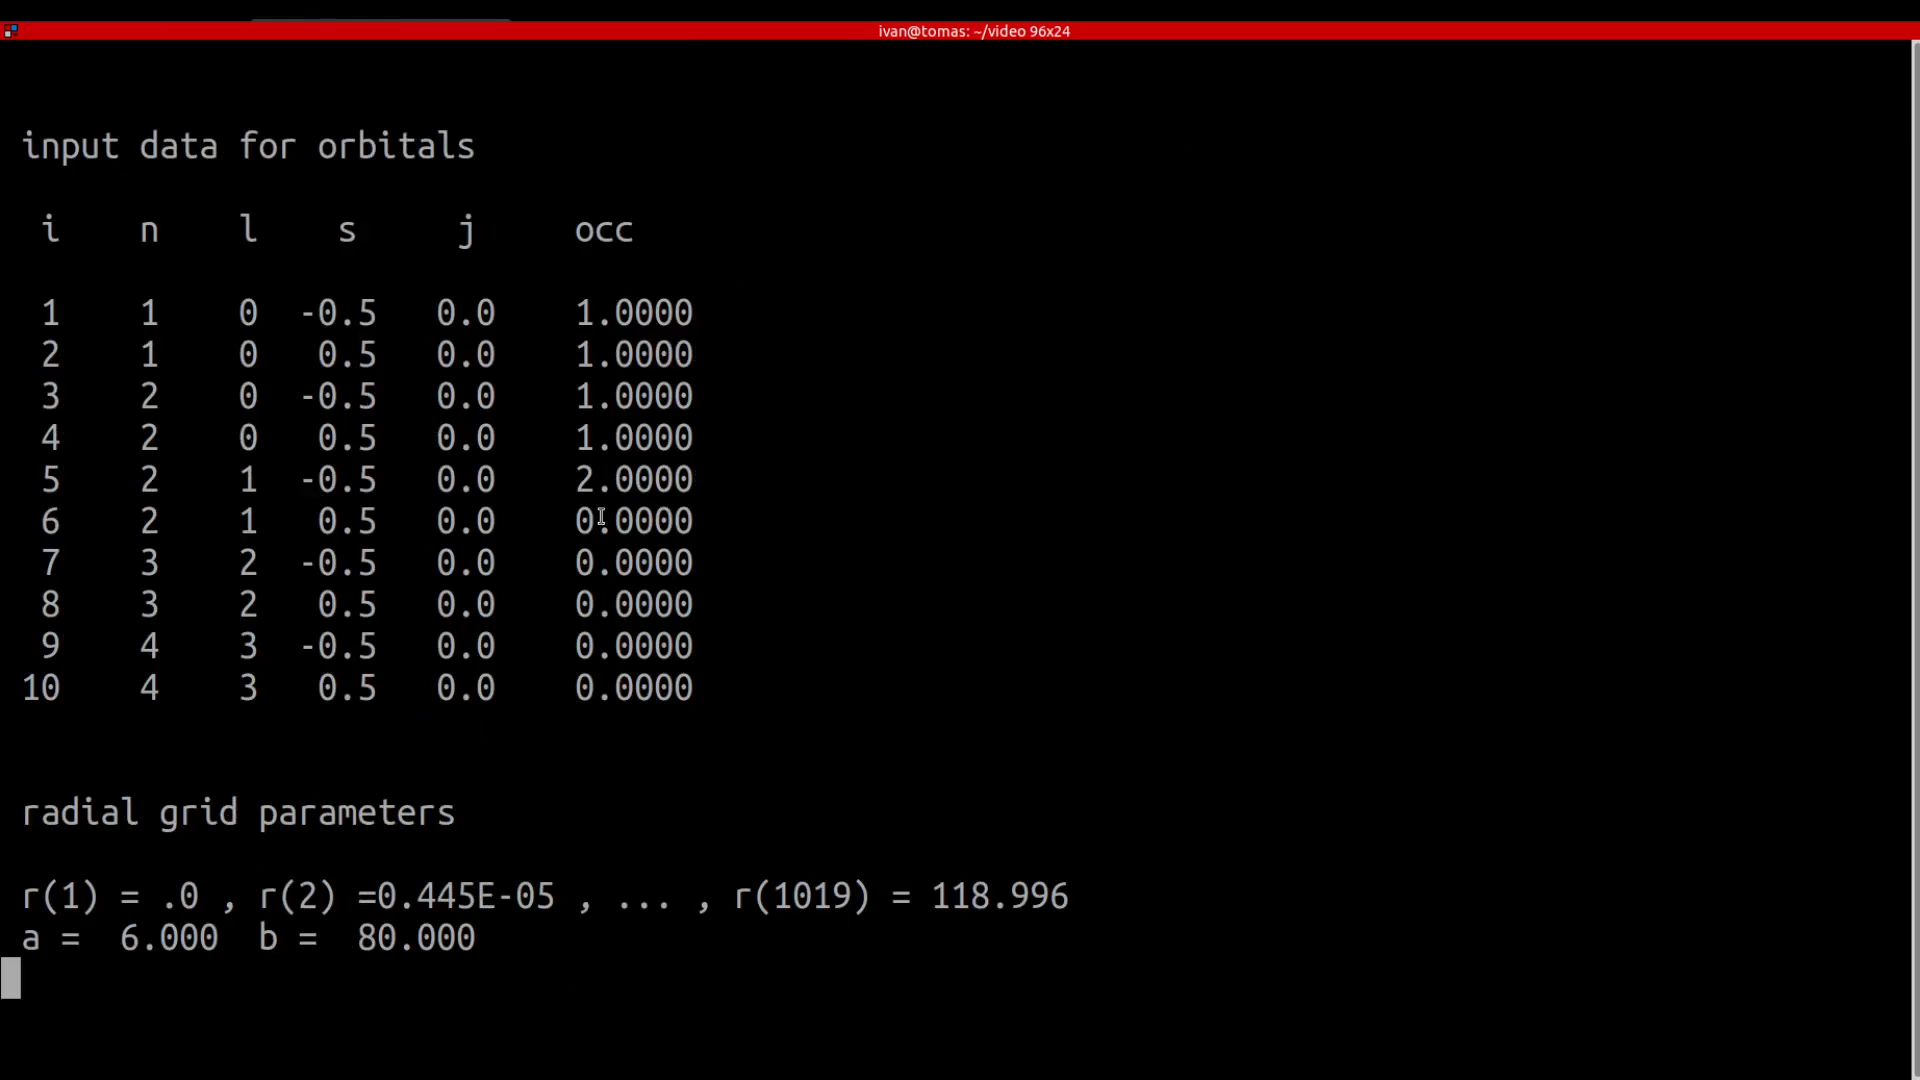 ivan@tomas: ~/video 96x24
input data for orbitals
i n l s j occ
1 1 0 -0.5 0.0 1.0000
2 1 0 0.5 0.0 1.0000
3 2 0 -0.5 0.0 1.0000
4 2 0 0.5 0.0 1.0000
5 2 1 -0.5 0.0 2.0000
6 2 1 0.5 0.0 0.0000
7 3 2 -0.5 0.0 0.0000
8 3 2 0.5 0.0 0.0000
9 4 3 -0.5 0.0 0.0000
10 4 3 0.5 0.0 0.0000
radial grid parameters
r(1) = .0 , r(2) =0.445E-05 , ... , r(1019) = 118.996
a = 6.000 b = 80.000